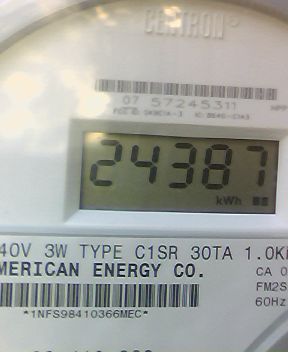 CENTRON®
07 57245311
24387
kWh
40V 3W TYPE C1SR 30TA 1.0K
MERICAN ENERGY CO.
CA 0
FM2S
60Hz
*1NFS98410366MEC*